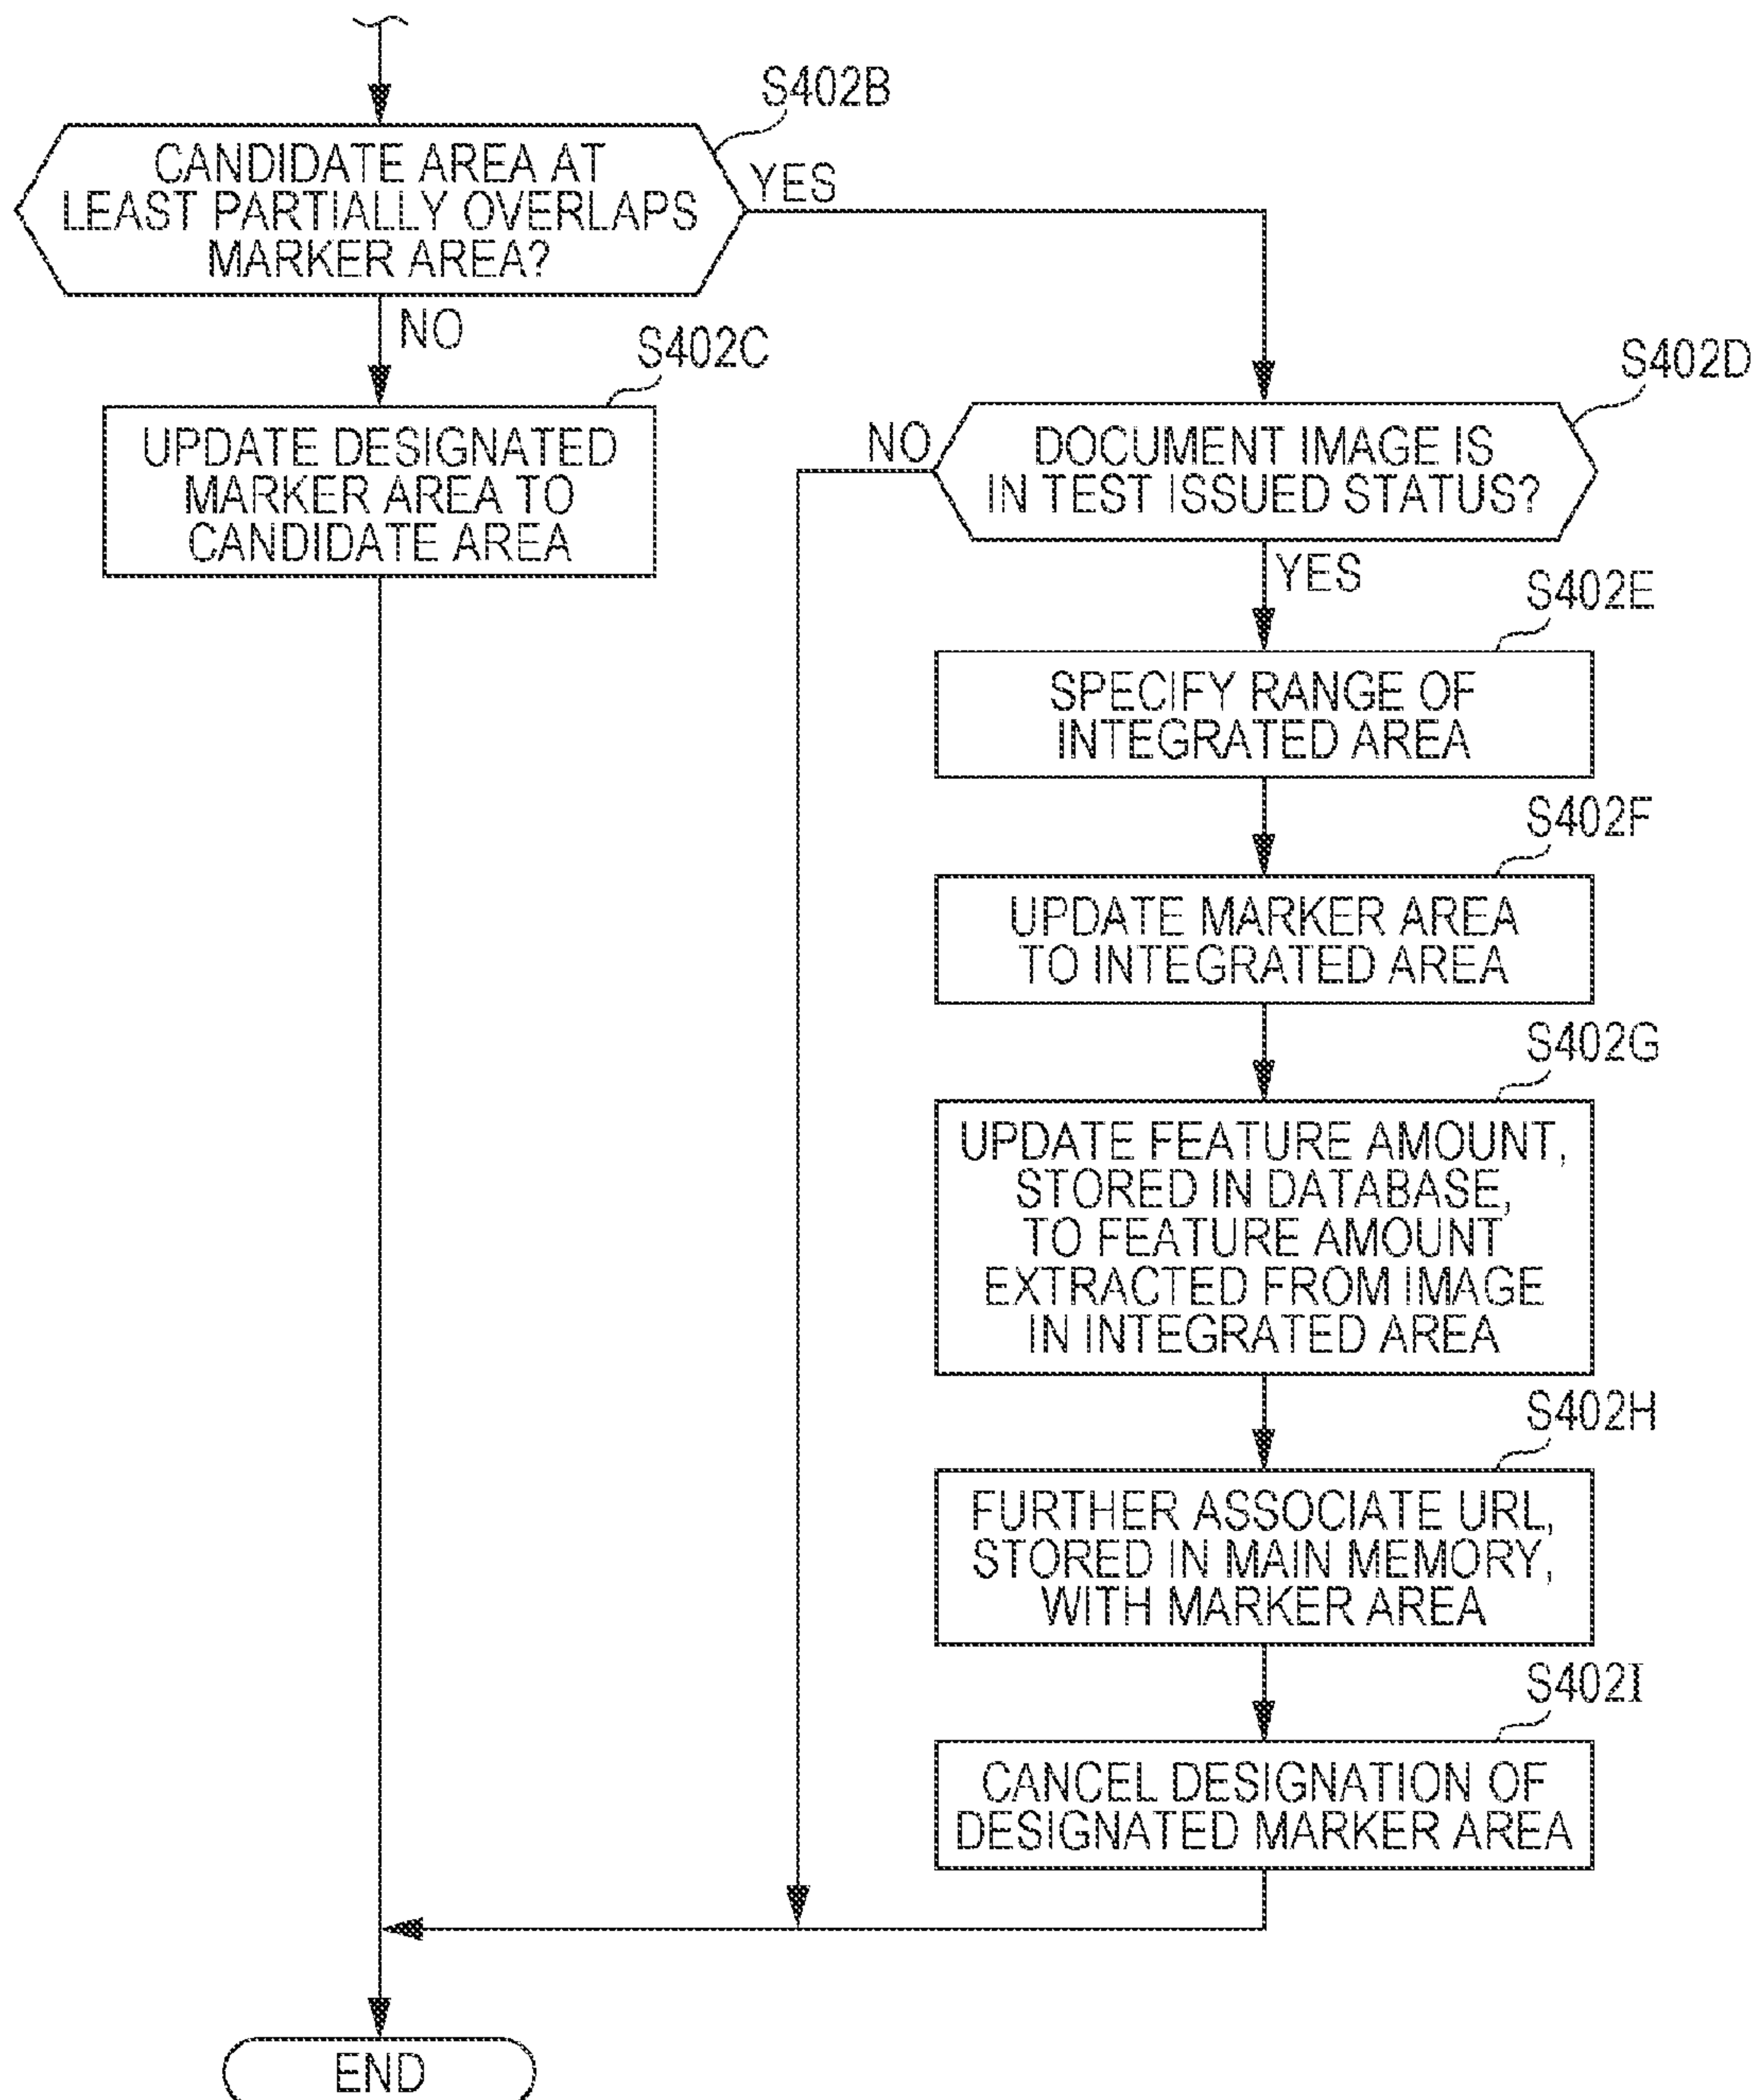 S402B
CANDIDATE AREA AT
LEAST PARTIALLY OVERLAPS
MARKER AREA?
YES
NO
S402C
UPDATE DESIGNATED
MARKER AREA TO
CANDIDATE AREA
S402D
NO
DOCUMENT IMAGE IS
IN TEST ISSUED STATUS?
YES
S402E
SPECIFY RANGE OF
INTEGRATED AREA
S402F
UPDATE MARKER AREA
TO INTEGRATED AREA
S402G
UPDATE FEATURE AMOUNT,
STORED IN DATABASE,
TO FEATURE AMOUNT
EXTRACTED FROM IMAGE
IN INTEGRATED AREA
S402H
FURTHER ASSOCIATE URL,
STORED IN MAIN MEMORY,
WITH MARKER AREA
S402I
CANCEL DESIGNATION OF
DESIGNATED MARKER AREA
END